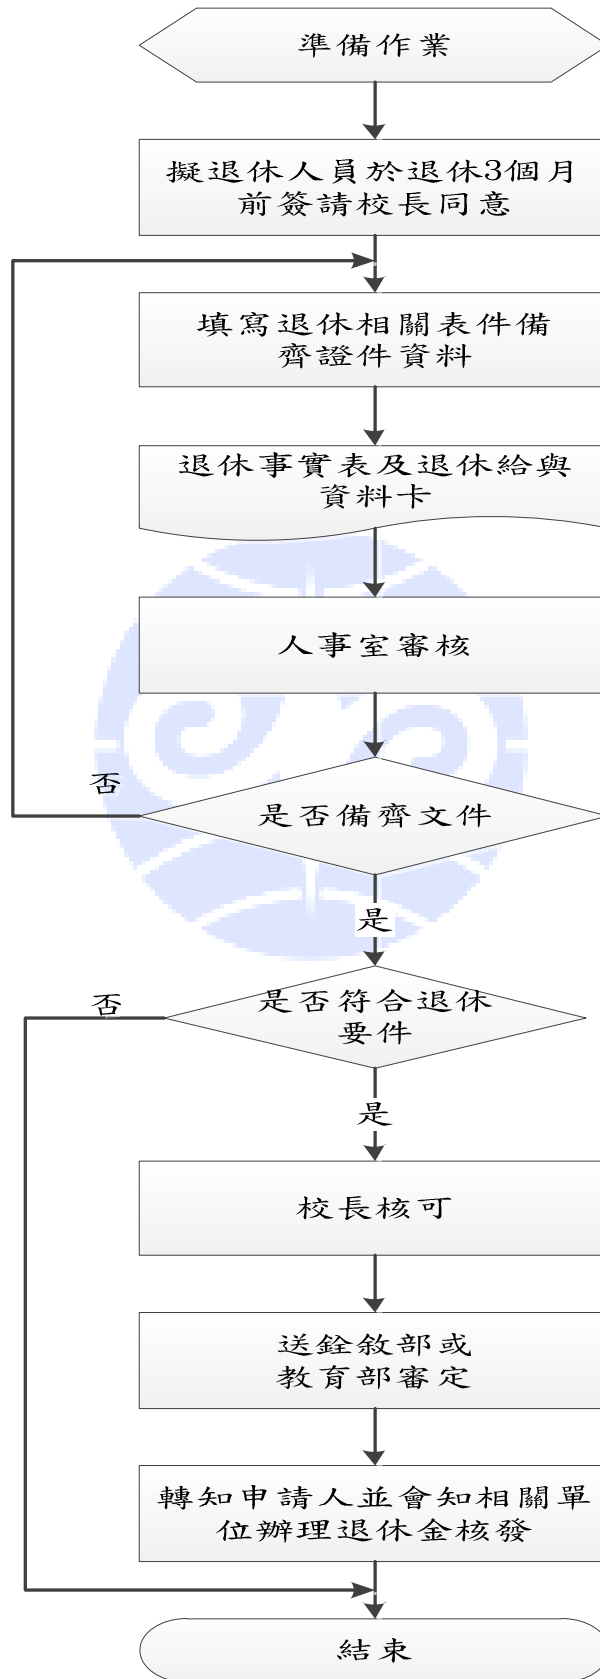 準備作業
擬退休人員於退休3個月
前簽請校長同意
填寫退休相關表件備
齊證件資料
退休事實表及退休給與
資料卡
人事室審核
否
是否備齊文件
是
否
是否符合退休
要件
是
校長核可
送銓敘部或
教育部審定
轉知申請人並會知相關單
位辦理退休金核發
結束